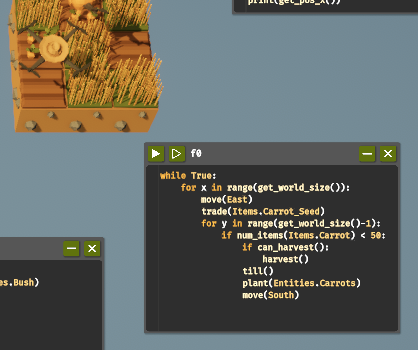 print(get_pos_x())
f0
while True:
for x in range(get_world_size()):
move(East)
trade(Items.Carrot_Seed)
for y in range(get_world_size()-1):
if num_items(Items.Carrot) < 50:
if can_harvest():
harvest()
till()
plant(Entities.Carrots)
move(South)
es.Bush)